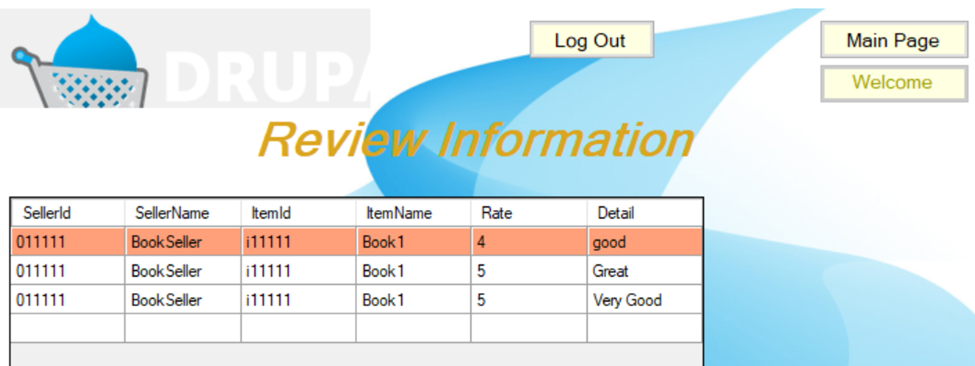 DRUPA
Log Out
Main Page
Welcome
Review Information
SellerId SellerName ItemId ItemName Rate Detail
011111 BookSeller i11111 Book1 4 good
011111 BookSeller i11111 Book1 5 Great
011111 BookSeller i11111 Book1 5 Very Good